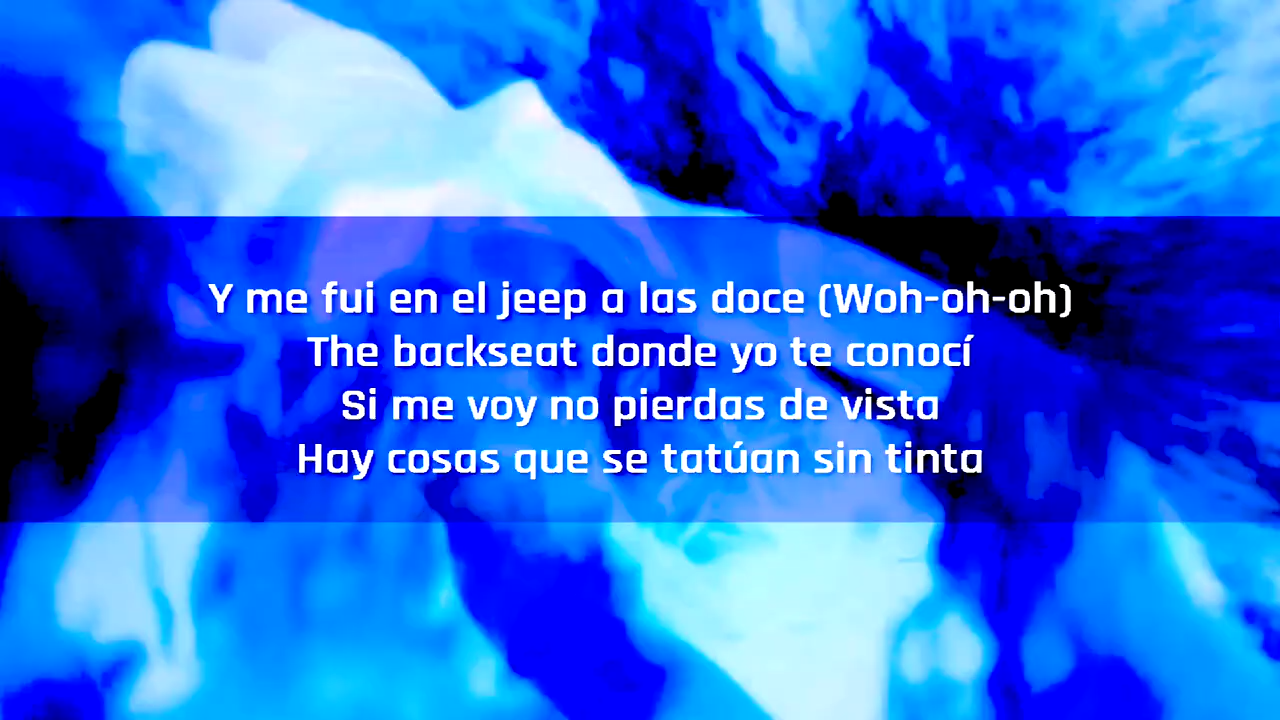 Y me fui en el jeep a las doce (Woh-oh-oh)
The backseat donde yo te conocí
Si me voy no pierdas de vista
Hay cosas que se tatúan sin tinta